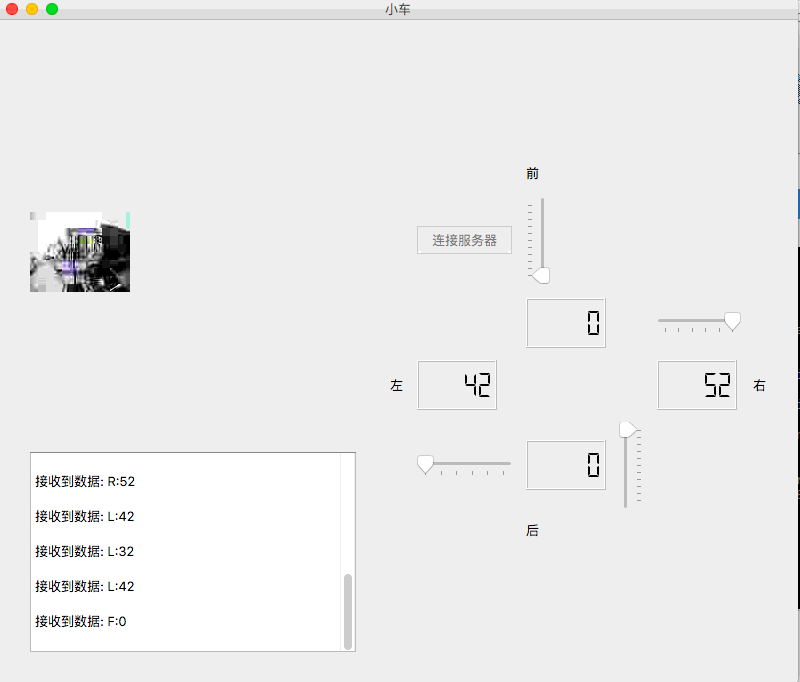 小车
前
连接服务器
0
左
42
52
右
0
后
接收到数据: R:52
接收到数据: L:42
接收到数据: L:32
接收到数据: L:42
接收到数据: F:0